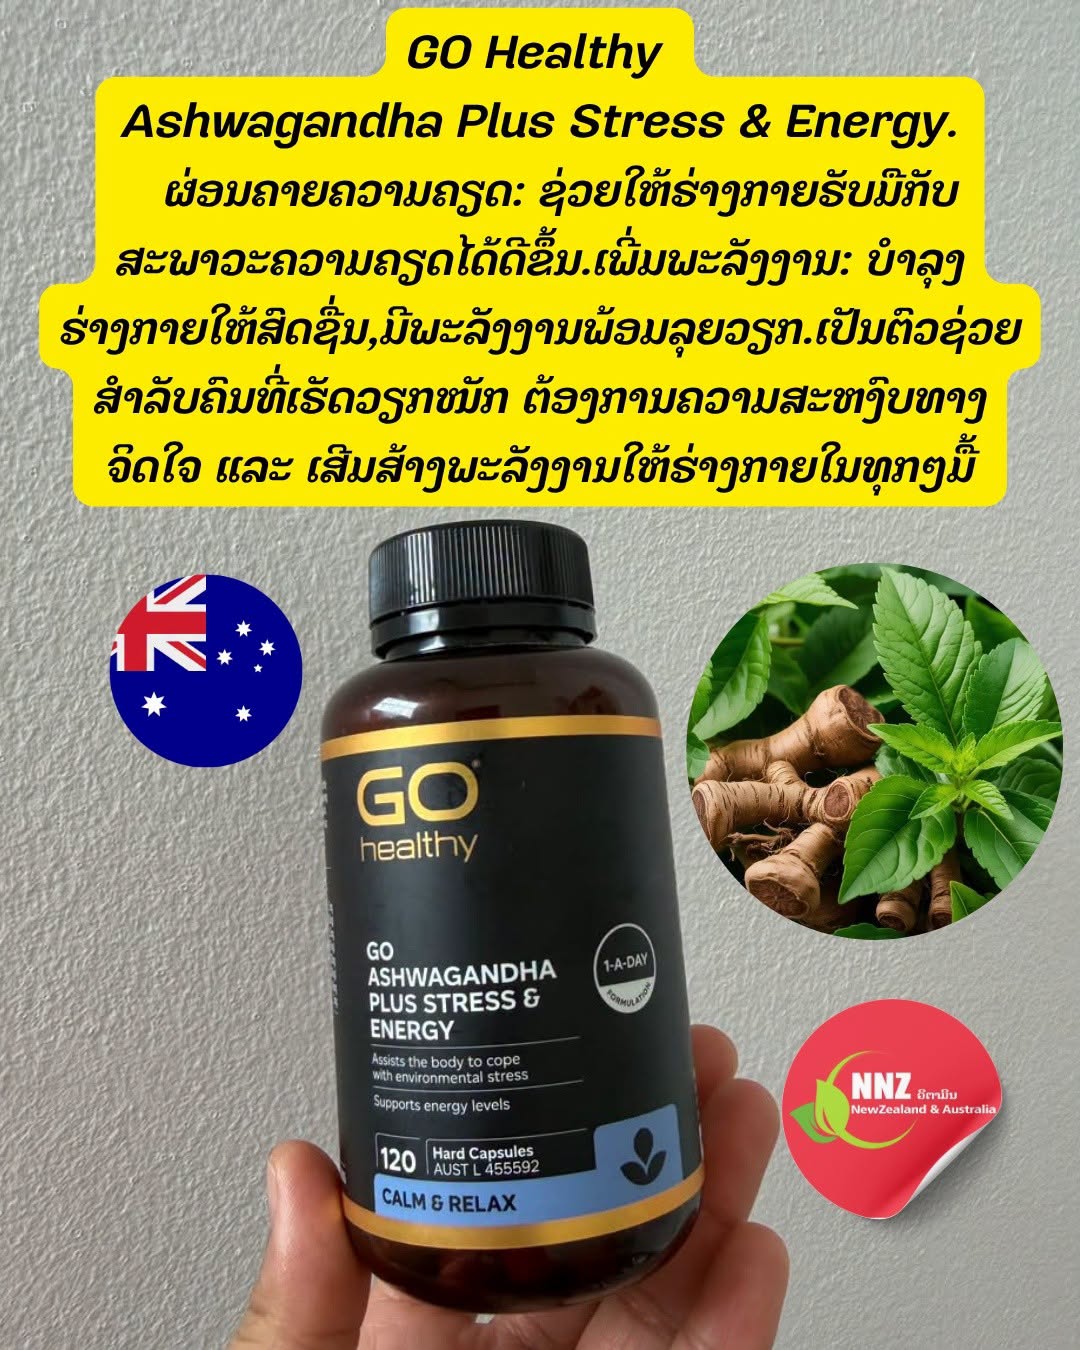 GO Healthy
Ashwagandha Plus Stress & Energy.
ຜ່ອນຄາຍຄວາມຄຽດ: ຊ່ວຍໃຫ້ຮ່າງກາຍຮັບມືກັບ
ສະພາວະຄວາມຄຽດໄດ້ດີຂຶ້ນ.ເພີ່ມພະລັງງານ: ບຳລຸງ
ຮ່າງກາຍໃຫ້ສົດຊື່ນ,ມີພະລັງງານພ້ອມລຸຍວຽກ.ເປັນຕົວຊ່ວຍ
ສຳລັບຄົນທີ່ເຮັດວຽກໜັກ ຕ້ອງການຄວາມສະຫງົບທາງ
ຈິດໃຈ ແລະ ເສີມສ້າງພະລັງງານໃຫ້ຮ່າງກາຍໃນທຸກໆມື້
GO
healthy
GO
ASHWAGANDHA
PLUS STRESS &
ENERGY
1-A-DAY
FORMULATION
Assists the body to cope
with environmental stress
Supports energy levels
120 Hard Capsules
AUST L 455592
CALM & RELAX
NNZ ວິຕາມິນ
NewZealand & Australia